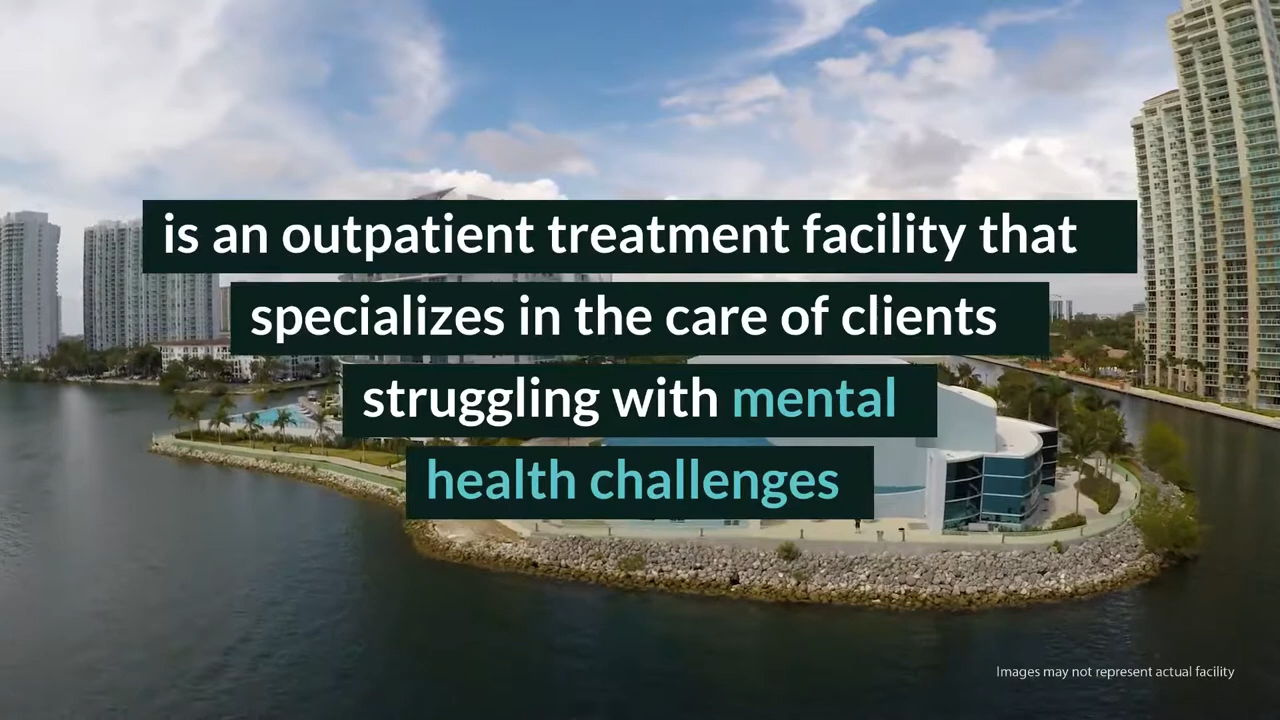 is an outpatient treatment facility that
specializes in the care of clients
struggling with mental
health challenges
Images may not represent actual facility